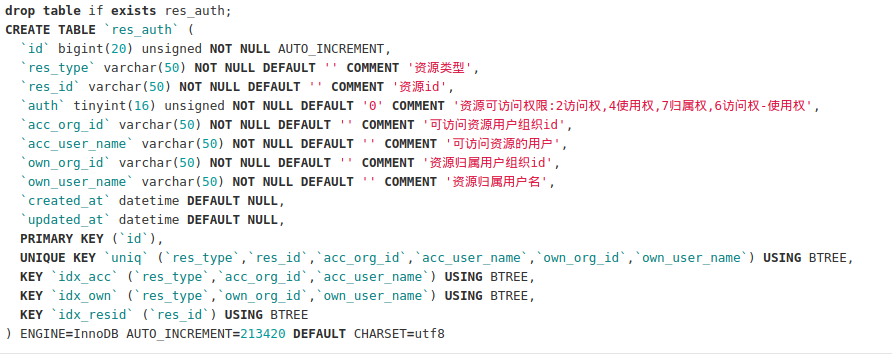 drop table if exists res_auth;
CREATE TABLE `res_auth` (
  `id` bigint(20) unsigned NOT NULL AUTO_INCREMENT,
  `res_type` varchar(50) NOT NULL DEFAULT '' COMMENT '资源类型',
  `res_id` varchar(50) NOT NULL DEFAULT '' COMMENT '资源id',
  `auth` tinyint(16) unsigned NOT NULL DEFAULT '0' COMMENT '资源可访问权限:2访问权,4使用权,7归属权,6访问权-使用权',
  `acc_org_id` varchar(50) NOT NULL DEFAULT '' COMMENT '可访问资源用户组织id',
  `acc_user_name` varchar(50) NOT NULL DEFAULT '' COMMENT '可访问资源的用户',
  `own_org_id` varchar(50) NOT NULL DEFAULT '' COMMENT '资源归属用户组织id',
  `own_user_name` varchar(50) NOT NULL DEFAULT '' COMMENT '资源归属用户名',
  `created_at` datetime DEFAULT NULL,
  `updated_at` datetime DEFAULT NULL,
  PRIMARY KEY (`id`),
  UNIQUE KEY `uniq` (`res_type`,`res_id`,`acc_org_id`,`acc_user_name`,`own_org_id`,`own_user_name`) USING BTREE,
  KEY `idx_acc` (`res_type`,`acc_org_id`,`acc_user_name`) USING BTREE,
  KEY `idx_own` (`res_type`,`own_org_id`,`own_user_name`) USING BTREE,
  KEY `idx_resid` (`res_id`) USING BTREE
) ENGINE=InnoDB AUTO_INCREMENT=213420 DEFAULT CHARSET=utf8